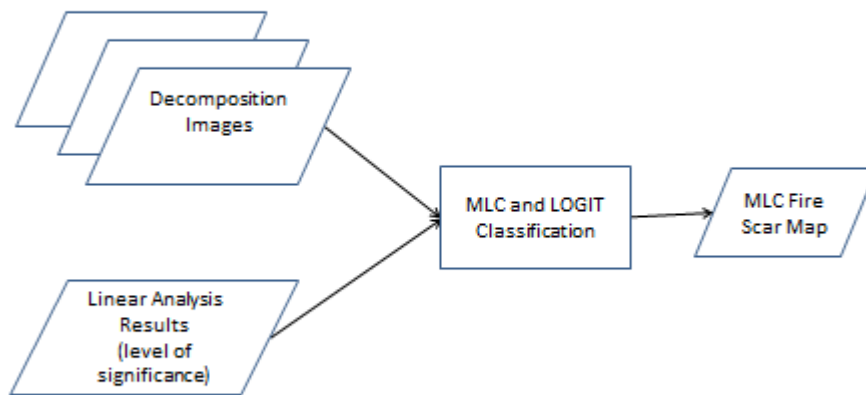 Decomposition
Images
MLC and LOGIT
Classification
MLC Fire
Scar Map
Linear Analysis
Results
(level of
significance)